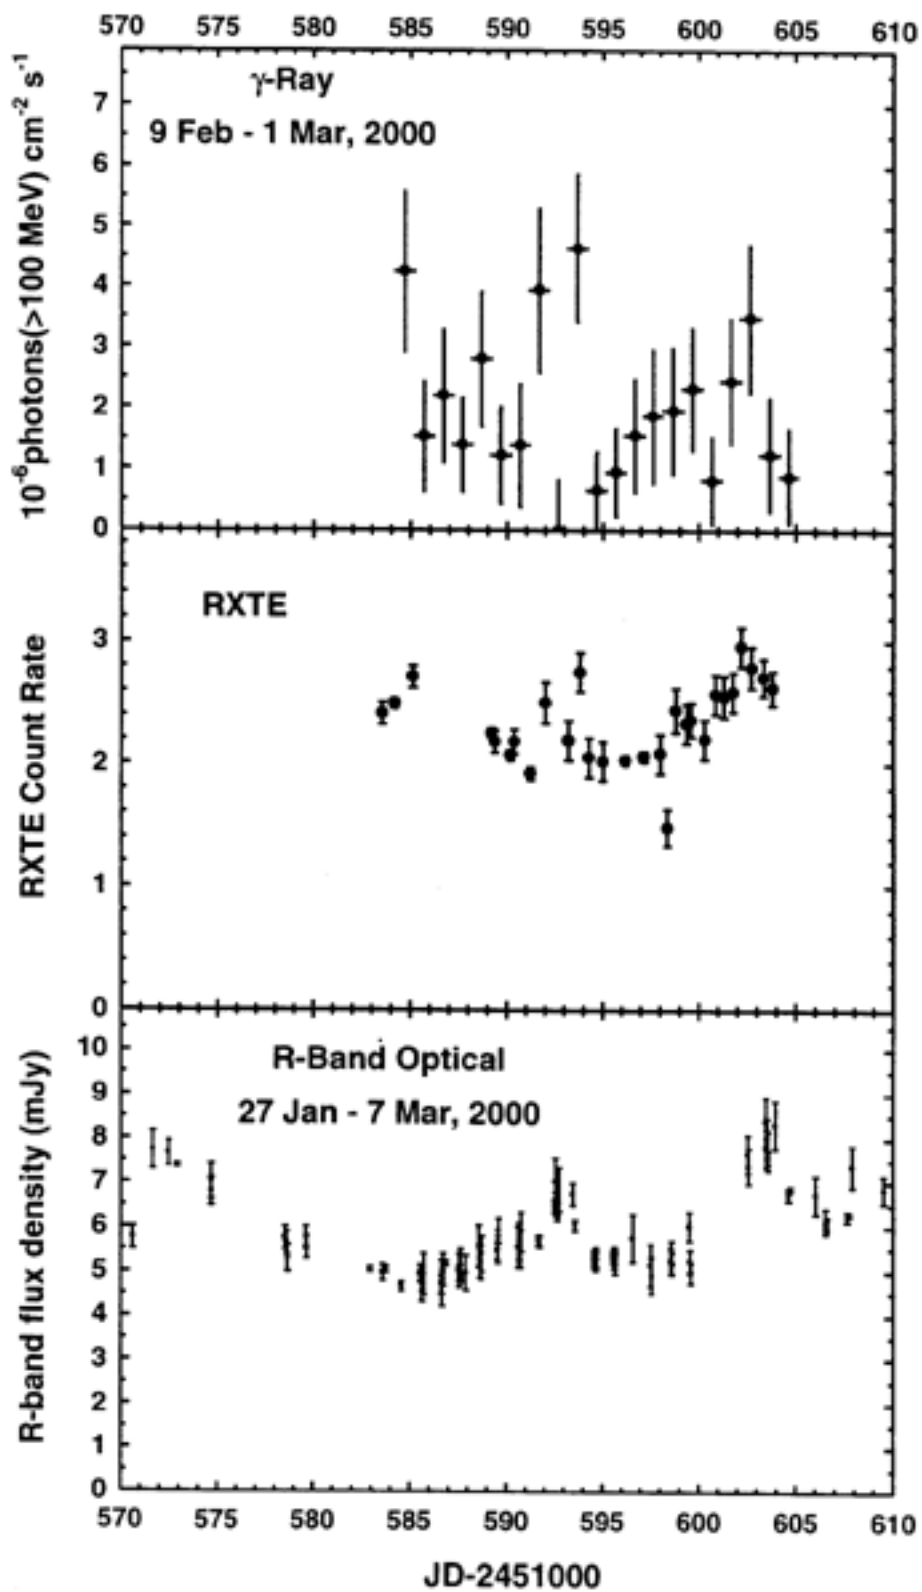 570 575 580 585 590 595 600 605 610
γ-Ray
9 Feb - 1 Mar, 2000
10-6photons(>100 MeV) cm-2 s-1
7
6
5
4
3
2
1
0
RXTE
RXTE Count Rate
3
2
1
0
R-Band Optical
27 Jan - 7 Mar, 2000
R-band flux density (mJy)
10
9
8
7
6
5
4
3
2
1
0
570 575 580 585 590 595 600 605 610
JD-2451000